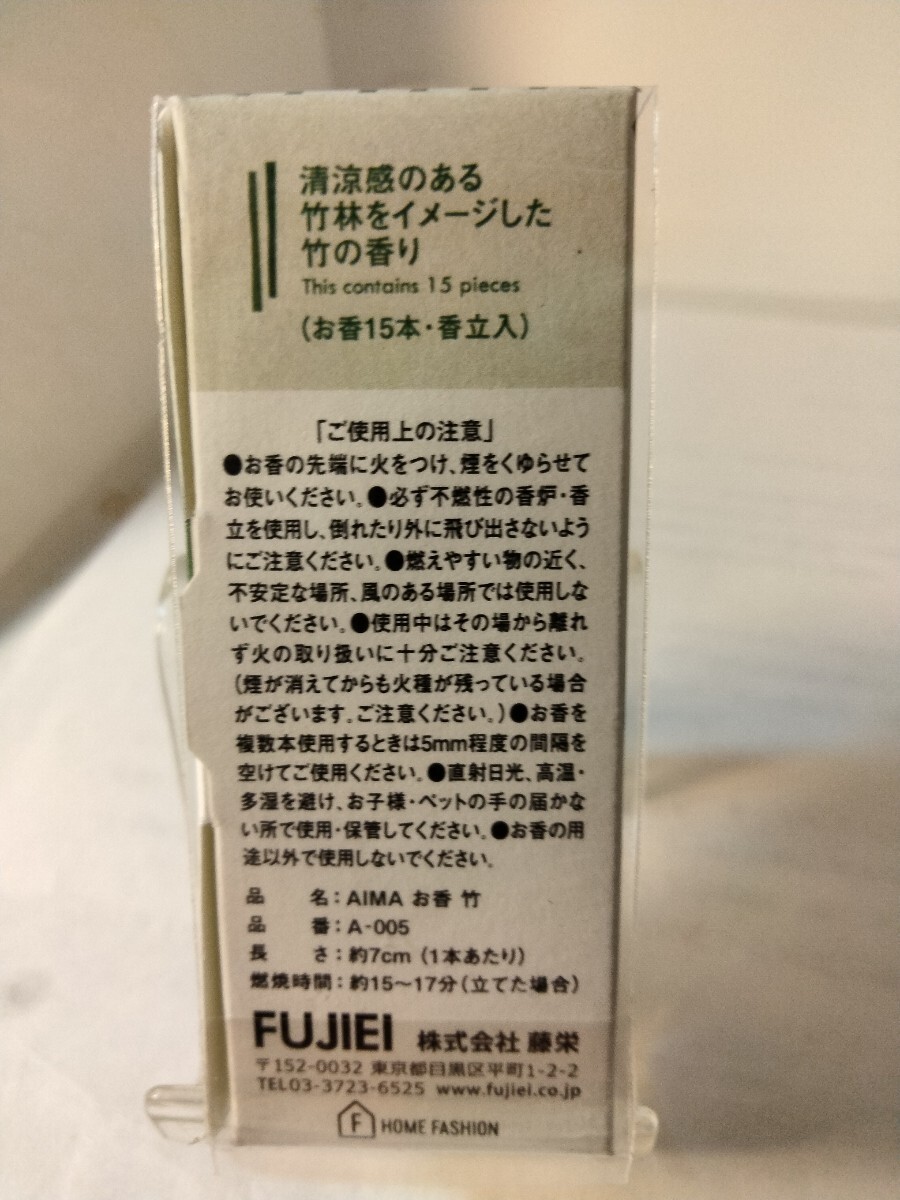 清涼感のある
竹林をイメージした
竹の香り
This contains 15 pieces
（お香15本・香立入）
「ご使用上の注意」
●お香の先端に火をつけ、煙をくゆらせて
お使いください。●必ず不燃性の香炉・香
立を使用し、倒れたり外に飛び出さないよう
にご注意ください。●燃えやすい物の近く、
不安定な場所、風のある場所では使用しな
いでください。●使用中はその場から離れ
ず火の取り扱いに十分ご注意ください。
（煙が消えてからも火種が残っている場合
がございます。ご注意ください。）●お香を
複数本使用するときは5mm程度の間隔を
空けてご使用ください。●直射日光、高温・
多湿を避け、お子様・ペットの手の届かな
い所で使用・保管してください。●お香の用
途以外で使用しないでください。
品　名：AIMA お香 竹
品　番：A-005
長　さ：約7cm（1本あたり）
燃焼時間：約15～17分（立てた場合）
FUJIEI 株式会社 藤栄
〒152-0032 東京都目黒区平町1-2-2
TEL03-3723-6525 www.fujiei.co.jp
F HOME FASHION